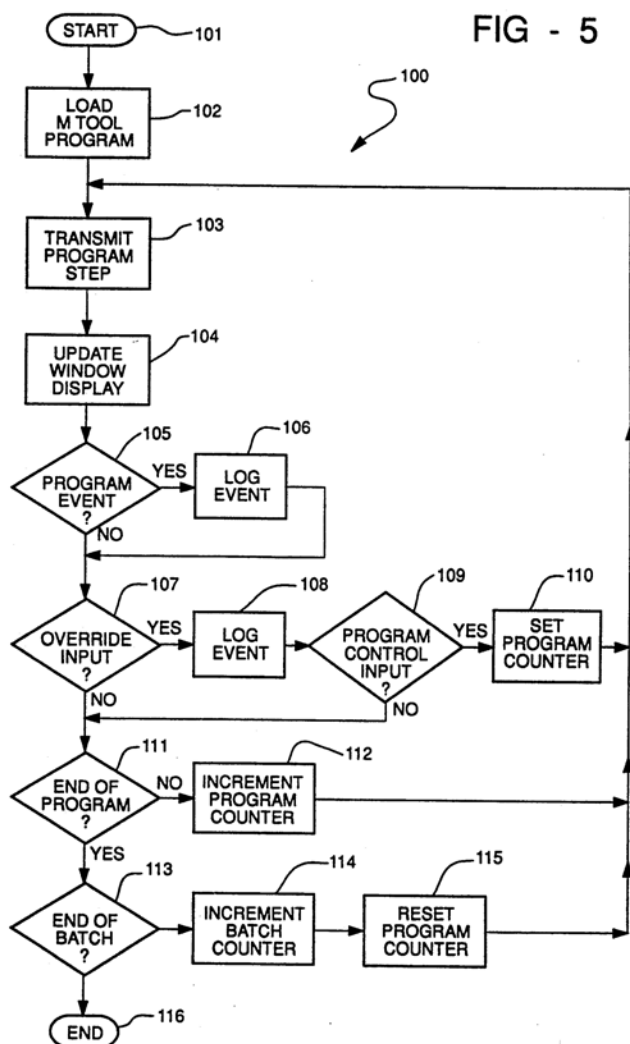 FIG - 5
START
101
100
LOAD
M TOOL
PROGRAM
102
TRANSMIT
PROGRAM
STEP
103
UPDATE
WINDOW
DISPLAY
104
PROGRAM
EVENT
?
105
YES
NO
LOG
EVENT
106
OVERRIDE
INPUT
?
107
YES
NO
LOG
EVENT
108
PROGRAM
CONTROL
INPUT
?
109
YES
NO
SET
PROGRAM
COUNTER
110
END OF
PROGRAM
?
111
NO
YES
INCREMENT
PROGRAM
COUNTER
112
END OF
BATCH
?
113
INCREMENT
BATCH
COUNTER
114
RESET
PROGRAM
COUNTER
115
END
116